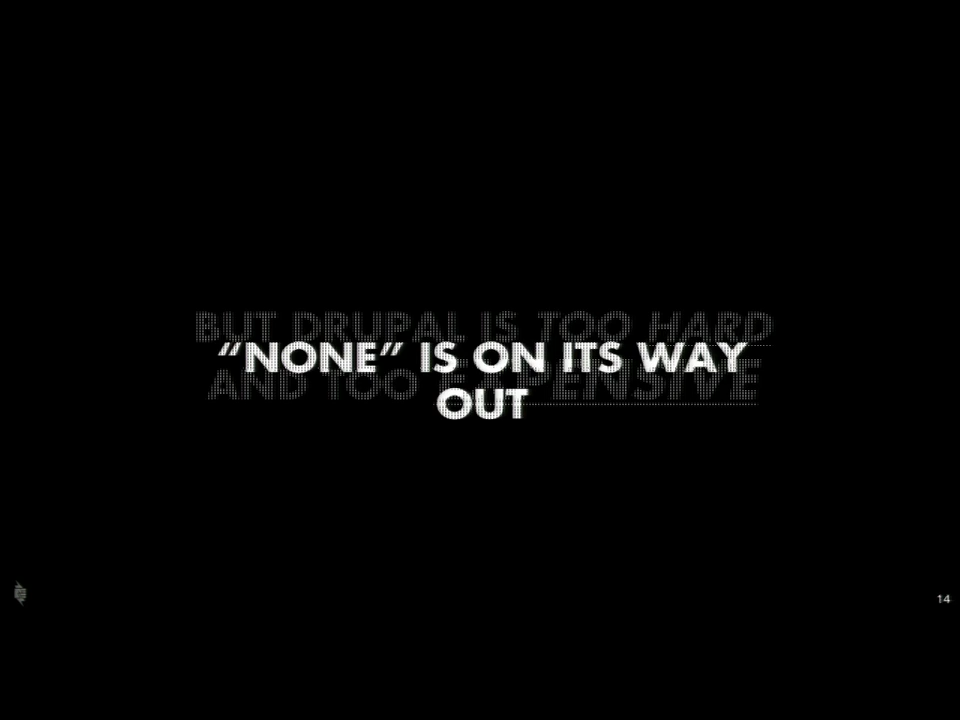 BUT DRUPAL IS TOO HARD
“NONE” IS ON ITS WAY
AND TOO EXPENSIVE
OUT
14